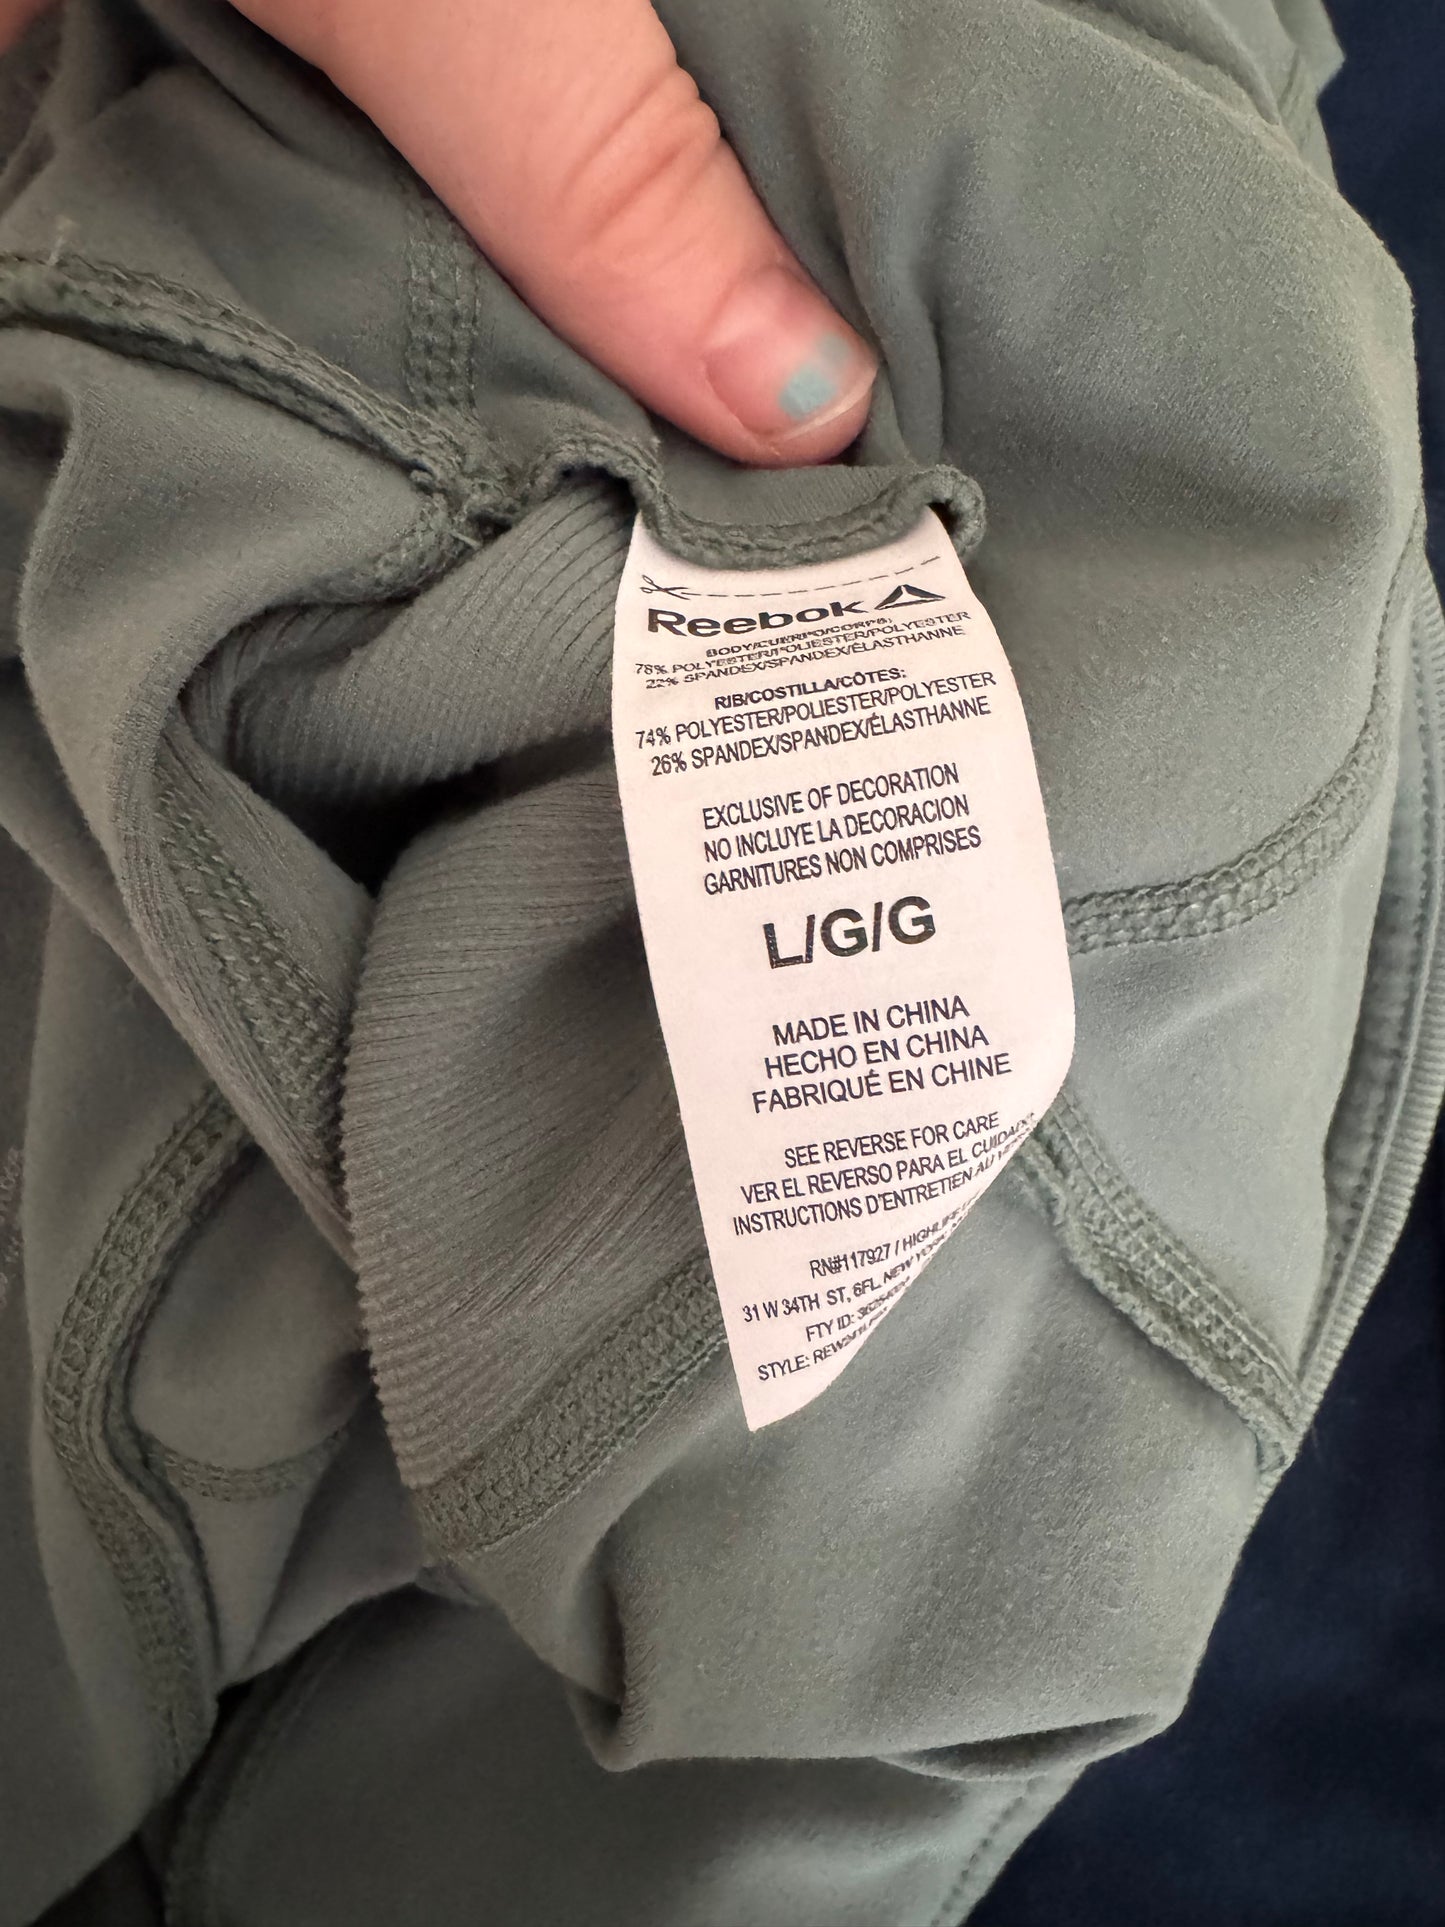 Reebok
BODY/CUERPO/CORPS:
78% POLYESTER/POLIESTER/POLYESTER
22% SPANDEX/SPANDEX/ÉLASTHANNE
RIB/COSTILLA/CÔTES:
74% POLYESTER/POLIESTER/POLYESTER
26% SPANDEX/SPANDEX/ÉLASTHANNE
EXCLUSIVE OF DECORATION
NO INCLUYE LA DECORACION
GARNITURES NON COMPRISES
L/G/G
MADE IN CHINA
HECHO EN CHINA
FABRIQUÉ EN CHINE
SEE REVERSE FOR CARE
VER EL REVERSO PARA EL CUIDADO
INSTRUCTIONS D'ENTRETIEN AU
RN#117927 / HIGHLIFE
31 W 34TH ST, 6FL, NEW YORK,
FTY ID:
STYLE: